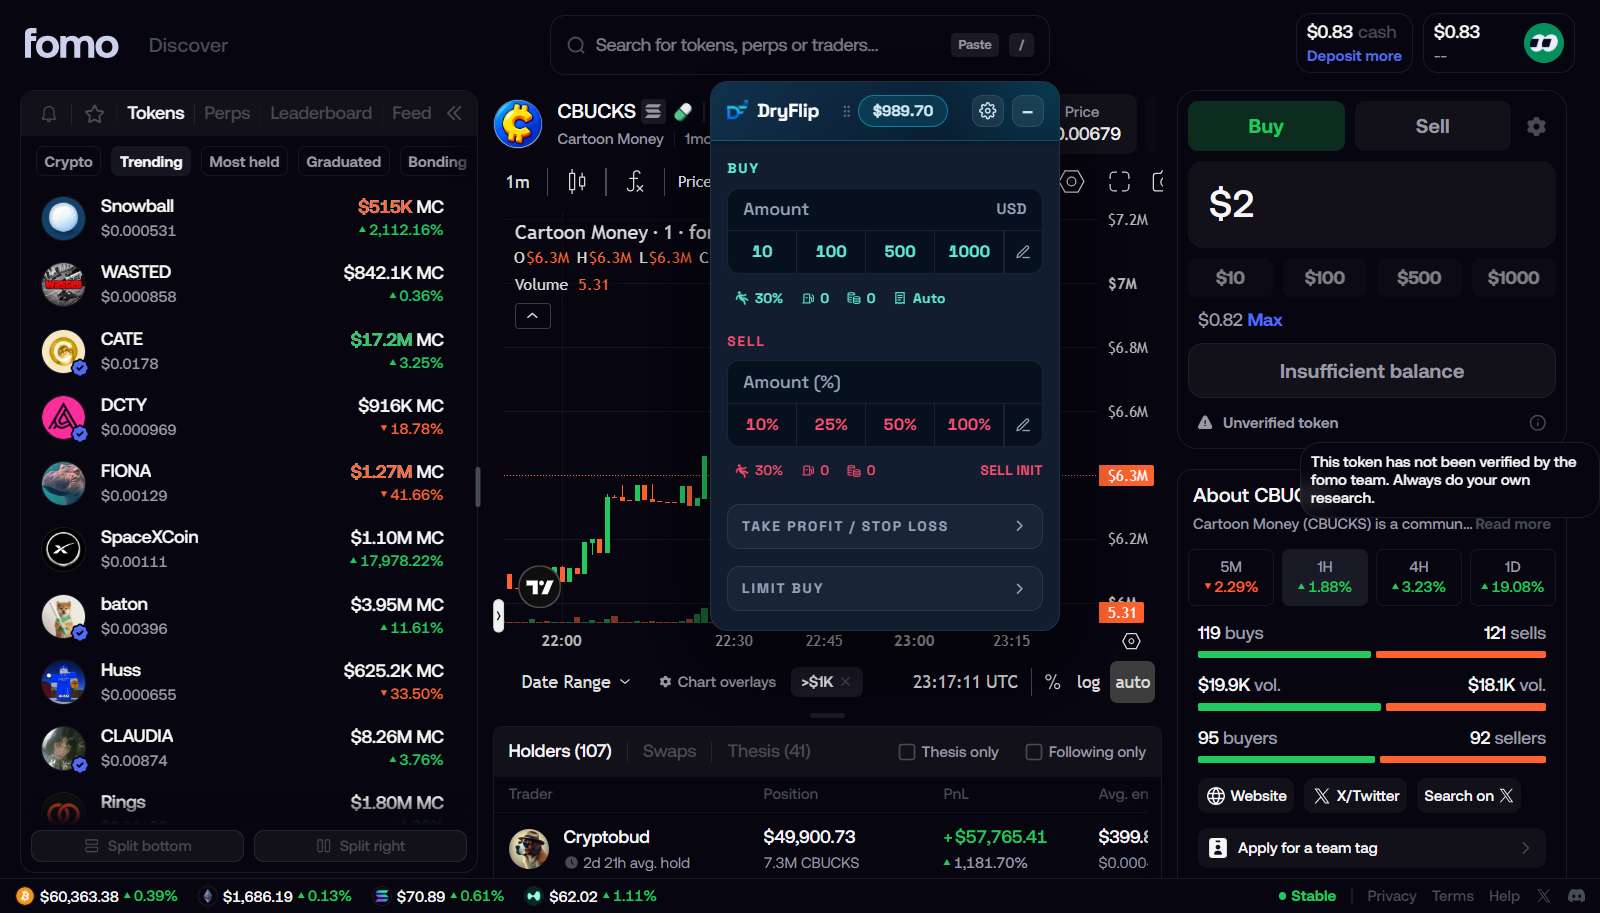 fomo
Discover
Search for tokens, perps or traders...
Paste
/
$0.83 cash
Deposit more
$0.83
--
Tokens Perps Leaderboard Feed
Crypto Trending Most held Graduated Bonding
Snowball $515K MC
$0.000531 2,112.16%
WASTED $842.1K MC
$0.000858 0.36%
CATE $17.2M MC
$0.0178 3.25%
DCTY $916K MC
$0.000969 18.78%
FIONA $1.27M MC
$0.00129 41.66%
SpaceXCoin $1.10M MC
$0.00111 17,978.22%
baton $3.95M MC
$0.00396 11.61%
Huss $625.2K MC
$0.000655 33.50%
CLAUDIA $8.26M MC
$0.00874 3.76%
Rings $1.80M MC
Split bottom
Split right
CBUCKS
Cartoon Money 1mo
Price
0.00679
1m
Price
Cartoon Money · 1 · fo
O$6.3M H$6.3M L$6.3M C
Volume 5.31
$7.2M
$7M
$6.8M
$6.6M
$6.3M
$6.2M
$6M
5.31
22:00 22:30 22:45 23:00 23:15
DryFlip
$989.70
BUY
Amount USD
10 100 500 1000
30% 0 0 Auto
SELL
Amount (%)
10% 25% 50% 100%
30% 0 0 SELL INIT
TAKE PROFIT / STOP LOSS
LIMIT BUY
Date Range
Chart overlays
>$1K
23:17:11 UTC
% log auto
Holders (107) Swaps Thesis (41)
Thesis only
Following only
Trader Position PnL Avg. en
Cryptobud $49,900.73 +$57,765.41 $399.8
2d 21h avg. hold 7.3M CBUCKS 1,181.70% $0.000
Buy
Sell
$2
$10 $100 $500 $1000
$0.82 Max
Insufficient balance
Unverified token
This token has not been verified by the
fomo team. Always do your own
research.
About CBUC
Cartoon Money (CBUCKS) is a commun... Read more
5M 1H 4H 1D
2.29% 1.88% 3.23% 19.08%
119 buys 121 sells
$19.9K vol. $18.1K vol.
95 buyers 92 sellers
Website
X/Twitter
Search on X
Apply for a team tag
$60,363.38 0.39%
$1,686.19 0.13%
$70.89 0.61%
$62.02 1.11%
Stable
Privacy Terms Help